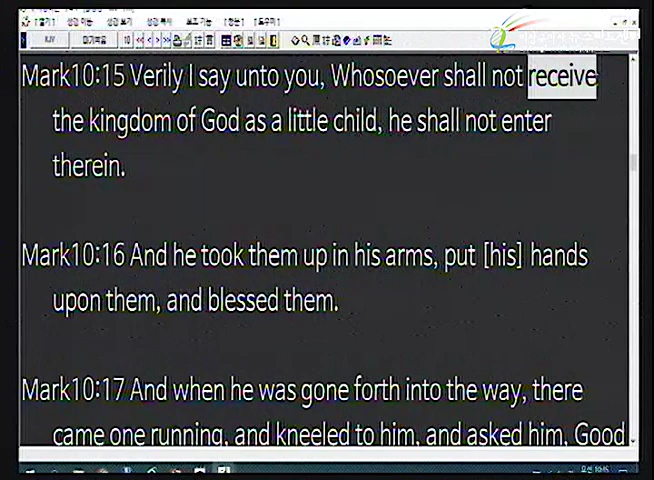 KJV
10
Mark10:15 Verily I say unto you, Whosoever shall not receive
the kingdom of God as a little child, he shall not enter
therein.
Mark10:16 And he took them up in his arms, put [his] hands
upon them, and blessed them.
Mark10:17 And when he was gone forth into the way, there
came one running, and kneeled to him, and asked him, Good